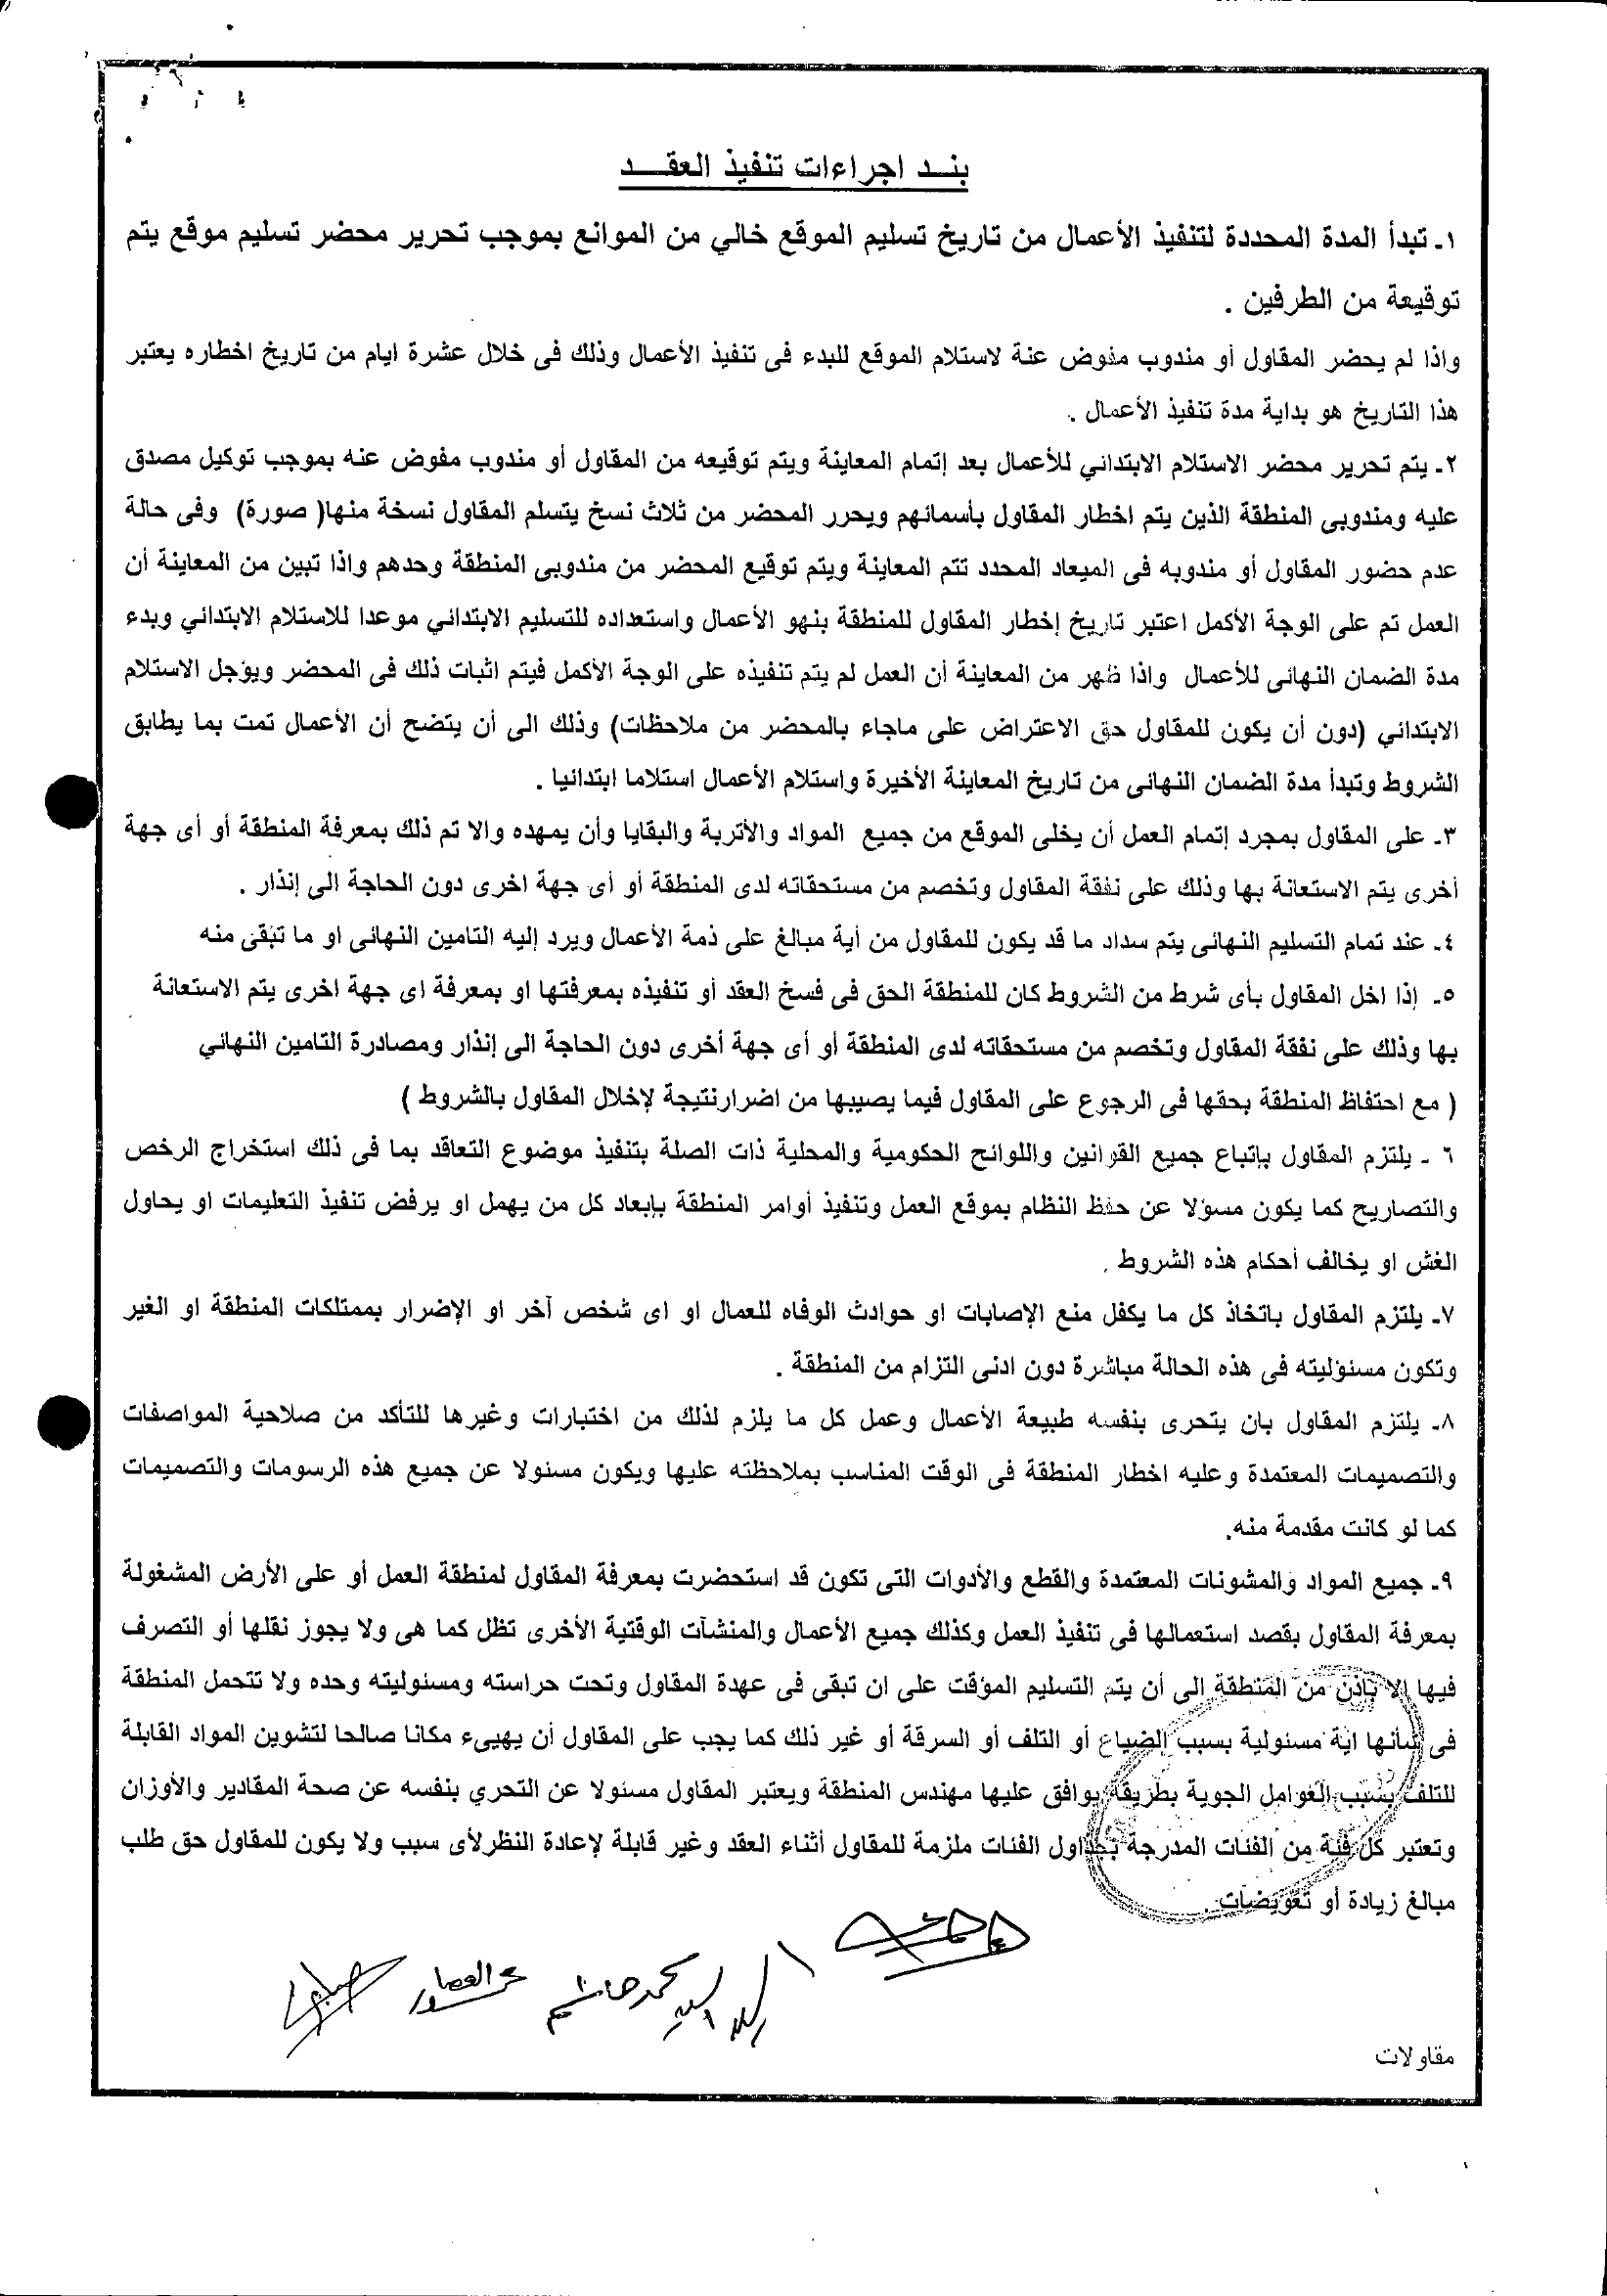 بنـــد اجراءات تنفيذ العقـــد
١- تبدأ المدة المحددة لتنفيذ الأعمال من تاريخ تسليم الموقع خالي من الموانع بموجب تحرير محضر تسليم موقع يتم
توقيعة من الطرفين .
واذا لم يحضر المقاول أو مندوب مفوض عنة لاستلام الموقع للبدء فى تنفيذ الأعمال وذلك فى خلال عشرة ايام من تاريخ اخطاره يعتبر
هذا التاريخ هو بداية مدة تنفيذ الأعمال .
٢- يتم تحرير محضر الاستلام الابتدائي للأعمال بعد إتمام المعاينة ويتم توقيعه من المقاول أو مندوب مفوض عنه بموجب توكيل مصدق
عليه ومندوبى المنطقة الذين يتم اخطار المقاول بأسمائهم ويحرر المحضر من ثلاث نسخ يتسلم المقاول نسخة منها( صورة) وفى حالة
عدم حضور المقاول أو مندوبه فى الميعاد المحدد تتم المعاينة ويتم توقيع المحضر من مندوبى المنطقة وحدهم واذا تبين من المعاينة أن
العمل تم على الوجة الأكمل اعتبر تاريخ إخطار المقاول للمنطقة بنهو الأعمال واستعداده للتسليم الابتدائي موعدا للاستلام الابتدائي وبدء
مدة الضمان النهائى للأعمال واذا ظهر من المعاينة أن العمل لم يتم تنفيذه على الوجة الأكمل فيتم اثبات ذلك فى المحضر ويؤجل الاستلام
الابتدائي (دون أن يكون للمقاول حق الاعتراض على ماجاء بالمحضر من ملاحظات) وذلك الى أن يتضح أن الأعمال تمت بما يطابق
الشروط وتبدأ مدة الضمان النهائى من تاريخ المعاينة الأخيرة واستلام الأعمال استلاما ابتدائيا .
٣- على المقاول بمجرد إتمام العمل أن يخلى الموقع من جميع المواد والأتربة والبقايا وأن يمهده والا تم ذلك بمعرفة المنطقة أو أى جهة
أخرى يتم الاستعانة بها وذلك على نفقة المقاول وتخصم من مستحقاته لدى المنطقة أو أى جهة اخرى دون الحاجة الى إنذار .
٤- عند تمام التسليم النهائى يتم سداد ما قد يكون للمقاول من أية مبالغ على ذمة الأعمال ويرد إليه التامين النهائى او ما تبقى منه
٥- إذا اخل المقاول بأى شرط من الشروط كان للمنطقة الحق فى فسخ العقد أو تنفيذه بمعرفتها او بمعرفة اى جهة اخرى يتم الاستعانة
بها وذلك على نفقة المقاول وتخصم من مستحقاته لدى المنطقة أو أى جهة أخرى دون الحاجة الى إنذار ومصادرة التامين النهائي
( مع احتفاظ المنطقة بحقها فى الرجوع على المقاول فيما يصيبها من اضرارنتيجة لإخلال المقاول بالشروط )
٦ - يلتزم المقاول بإتباع جميع القوانين واللوائح الحكومية والمحلية ذات الصلة بتنفيذ موضوع التعاقد بما فى ذلك استخراج الرخص
والتصاريح كما يكون مسؤلا عن حفظ النظام بموقع العمل وتنفيذ أوامر المنطقة بإبعاد كل من يهمل او يرفض تنفيذ التعليمات او يحاول
الغش او يخالف أحكام هذه الشروط .
٧- يلتزم المقاول باتخاذ كل ما يكفل منع الإصابات او حوادث الوفاه للعمال او اى شخص آخر او الإضرار بممتلكات المنطقة او الغير
وتكون مسئوليته فى هذه الحالة مباشرة دون ادنى التزام من المنطقة .
٨- يلتزم المقاول بان يتحرى بنفسه طبيعة الأعمال وعمل كل ما يلزم لذلك من اختبارات وغيرها للتأكد من صلاحية المواصفات
والتصميمات المعتمدة وعليه اخطار المنطقة فى الوقت المناسب بملاحظته عليها ويكون مسئولا عن جميع هذه الرسومات والتصميمات
كما لو كانت مقدمة منه.
٩- جميع المواد والمشونات المعتمدة والقطع والأدوات التى تكون قد استحضرت بمعرفة المقاول لمنطقة العمل أو على الأرض المشغولة
بمعرفة المقاول بقصد استعمالها فى تنفيذ العمل وكذلك جميع الأعمال والمنشآت الوقتية الأخرى تظل كما هى ولا يجوز نقلها أو التصرف
فيها الا بإذن من المنطقة الى أن يتم التسليم المؤقت على ان تبقى فى عهدة المقاول وتحت حراسته ومسئوليته وحده ولا تتحمل المنطقة
فى شأنها اية مسئولية بسبب الضياع أو التلف أو السرقة أو غير ذلك كما يجب على المقاول أن يهيىء مكانا صالحا لتشوين المواد القابلة
للتلف بسبب العوامل الجوية بطريقة يوافق عليها مهندس المنطقة ويعتبر المقاول مسئولا عن التحري بنفسه عن صحة المقادير والأوزان
وتعتبر كل فئة من الفئات المدرجة بجداول الفئات ملزمة للمقاول أثناء العقد وغير قابلة لإعادة النظرلأى سبب ولا يكون للمقاول حق طلب
مبالغ زيادة أو تعويضات .
السيد محمد هاشم
مقاولات